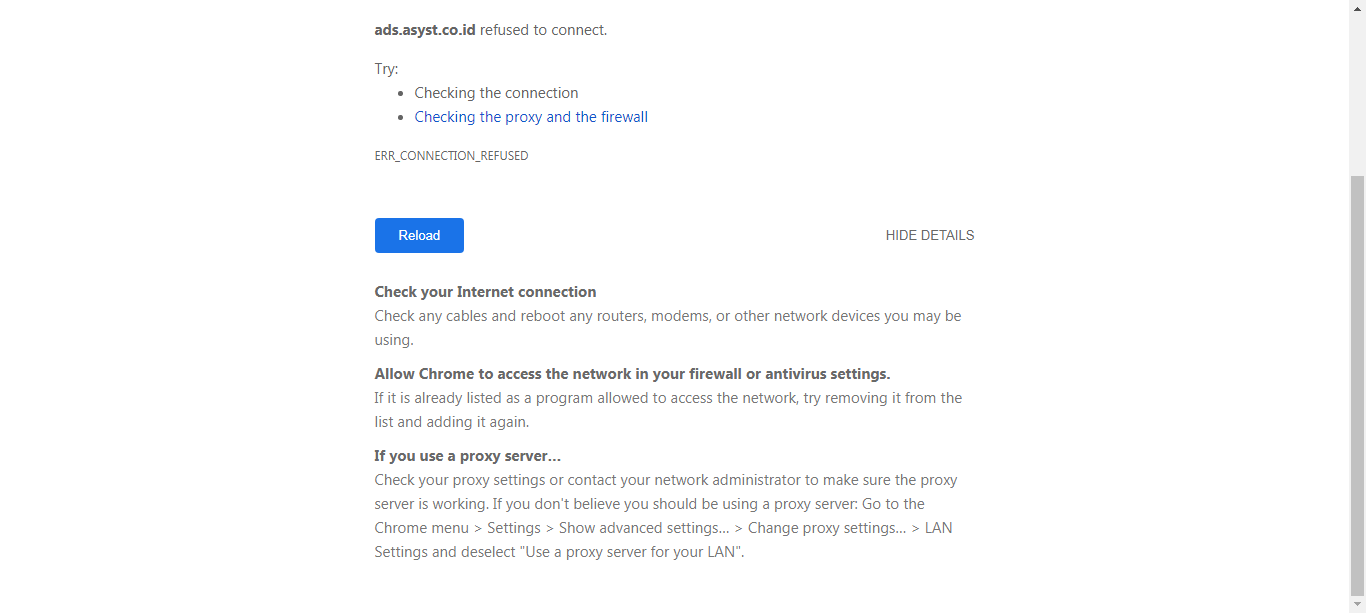 ads.asyst.co.id refused to connect.
Try:
Checking the connection
Checking the proxy and the firewall
ERR_CONNECTION_REFUSED
Reload
HIDE DETAILS
Check your Internet connection
Check any cables and reboot any routers, modems, or other network devices you may be
using.
Allow Chrome to access the network in your firewall or antivirus settings.
If it is already listed as a program allowed to access the network, try removing it from the
list and adding it again.
If you use a proxy server…
Check your proxy settings or contact your network administrator to make sure the proxy
server is working. If you don't believe you should be using a proxy server: Go to the
Chrome menu > Settings > Show advanced settings… > Change proxy settings… > LAN
Settings and deselect "Use a proxy server for your LAN".